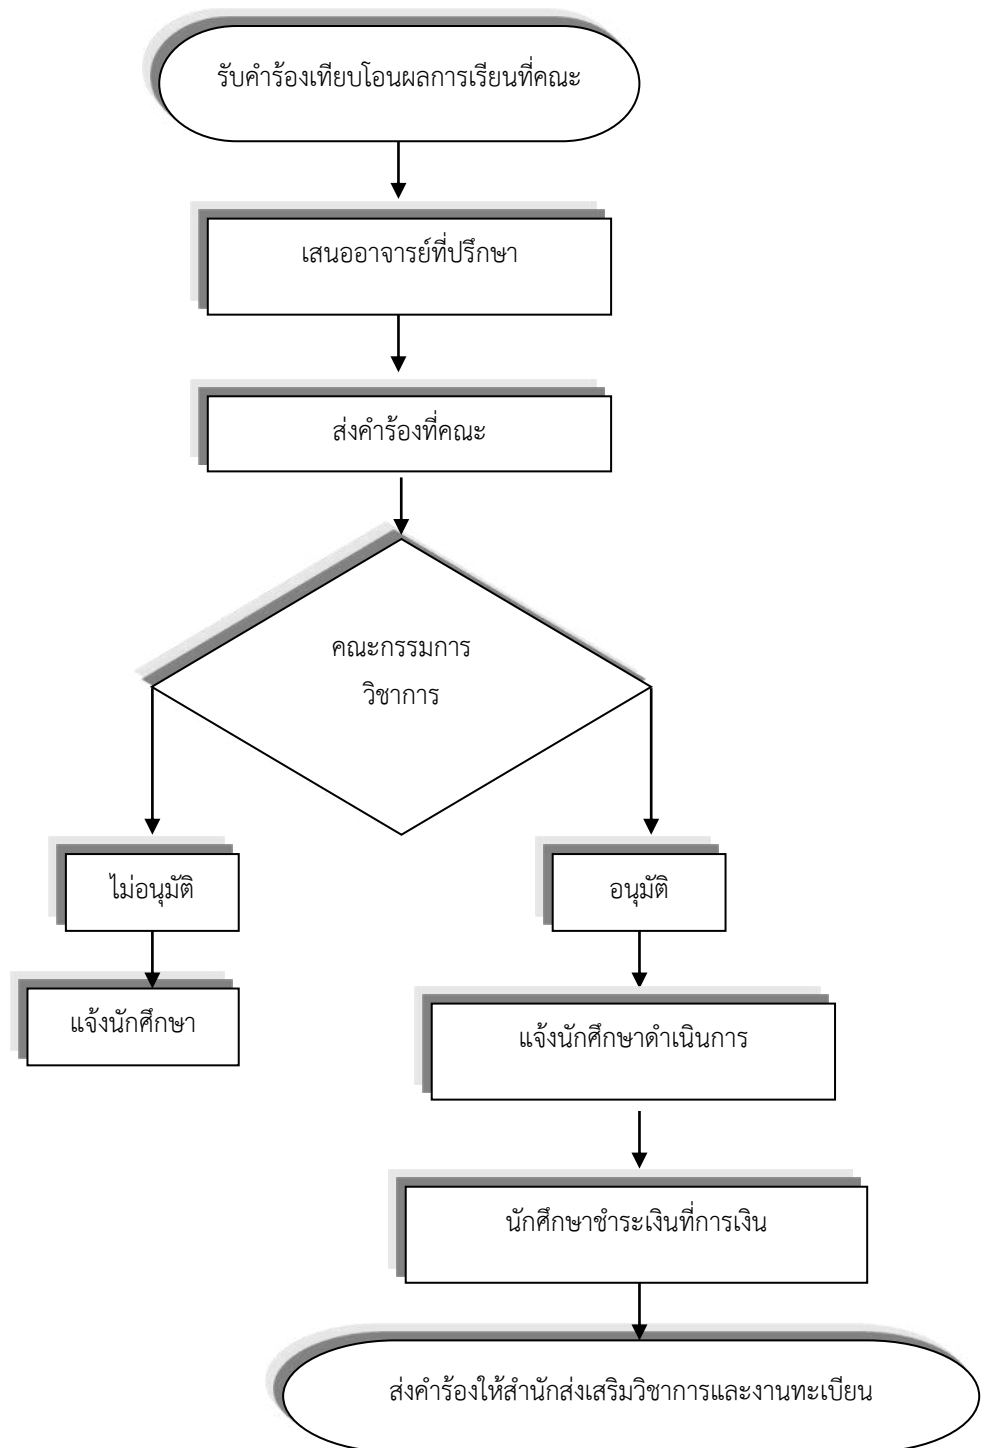 รับคำร้องเทียบโอนผลการเรียนที่คณะ
เสนออาจารย์ที่ปรึกษา
ส่งคำร้องที่คณะ
คณะกรรมการ
วิชาการ
ไม่อนุมัติ
อนุมัติ
แจ้งนักศึกษา
แจ้งนักศึกษาดำเนินการ
นักศึกษาชำระเงินที่การเงิน
ส่งคำร้องให้สำนักส่งเสริมวิชาการและงานทะเบียน